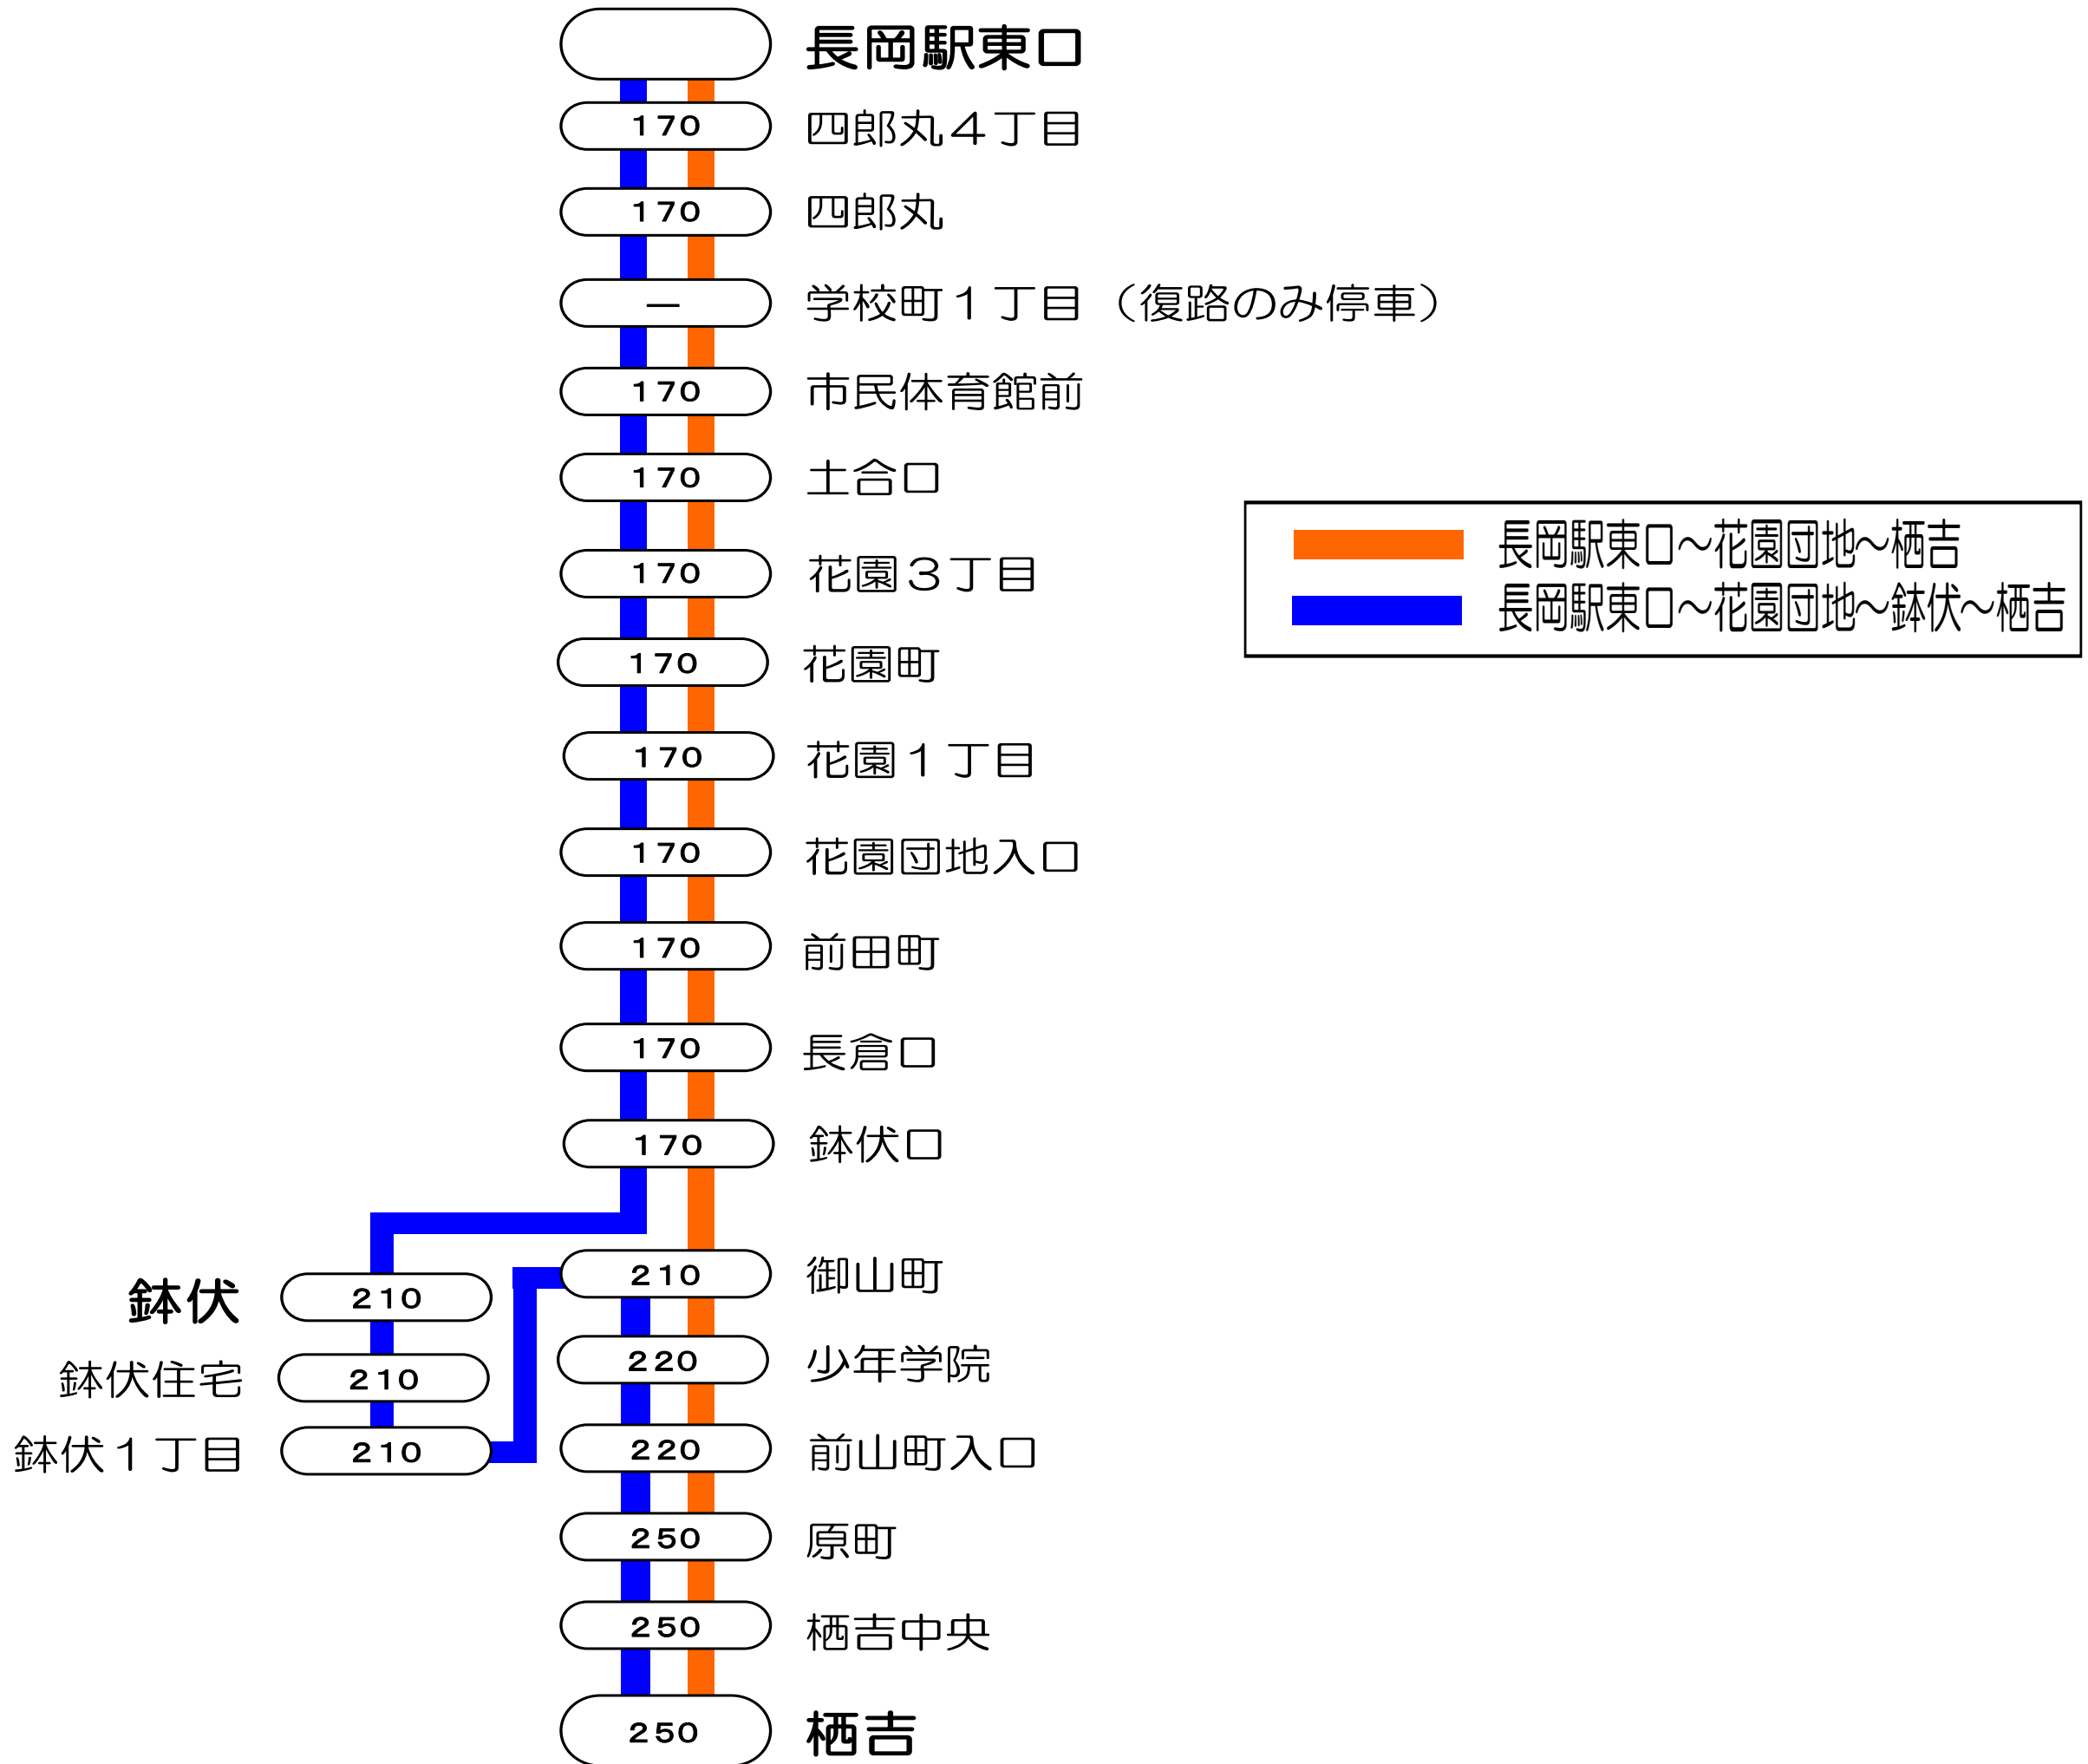 長岡駅東口
170 四郎丸４丁目
170 四郎丸
― 学校町１丁目（復路のみ停車）
170 市民体育館前
170 土合口
170 花園３丁目
170 花園町
170 花園１丁目
170 花園団地入口
170 前田町
170 長倉口
170 鉢伏口
鉢伏 210
鉢伏住宅 210
鉢伏１丁目 210
210 御山町
220 少年学院
220 前山町入口
250 原町
250 栖吉中央
250 栖吉
長岡駅東口～花園団地～栖吉
長岡駅東口～花園団地～鉢伏～栖吉